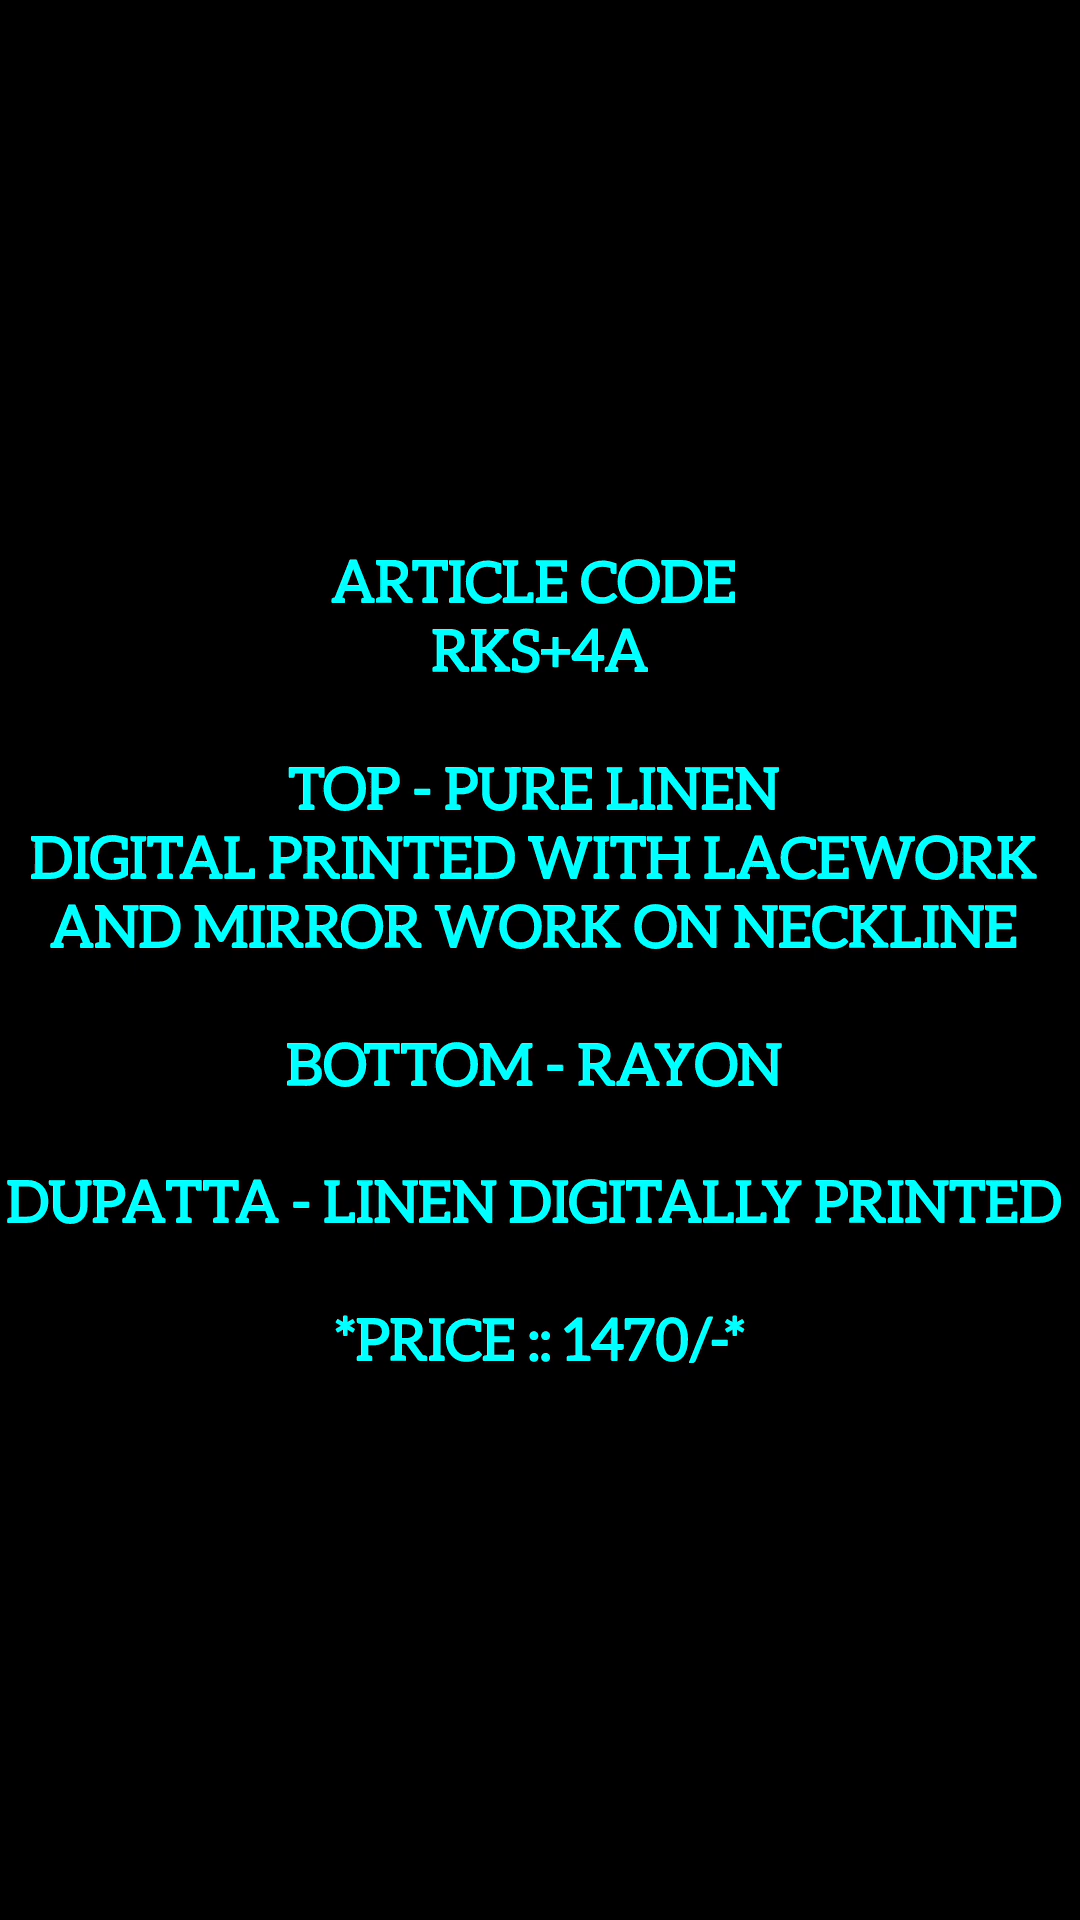 ARTICLE CODE
RKS+4A
TOP - PURE LINEN
DIGITAL PRINTED WITH LACEWORK
AND MIRROR WORK ON NECKLINE
BOTTOM - RAYON
DUPATTA - LINEN DIGITALLY PRINTED
*PRICE :: 1470/-*